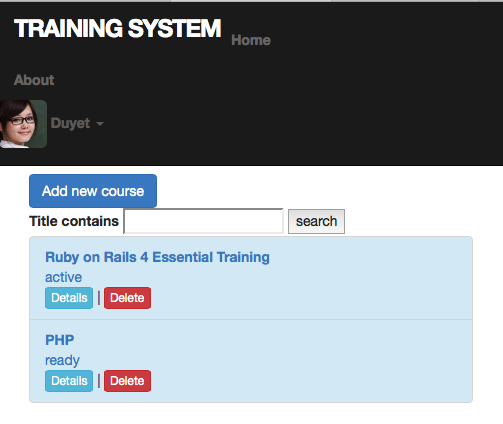 TRAINING SYSTEM Home
About
Duyet
Add new course
Title contains search
Ruby on Rails 4 Essential Training
active
Details | Delete
PHP
ready
Details | Delete